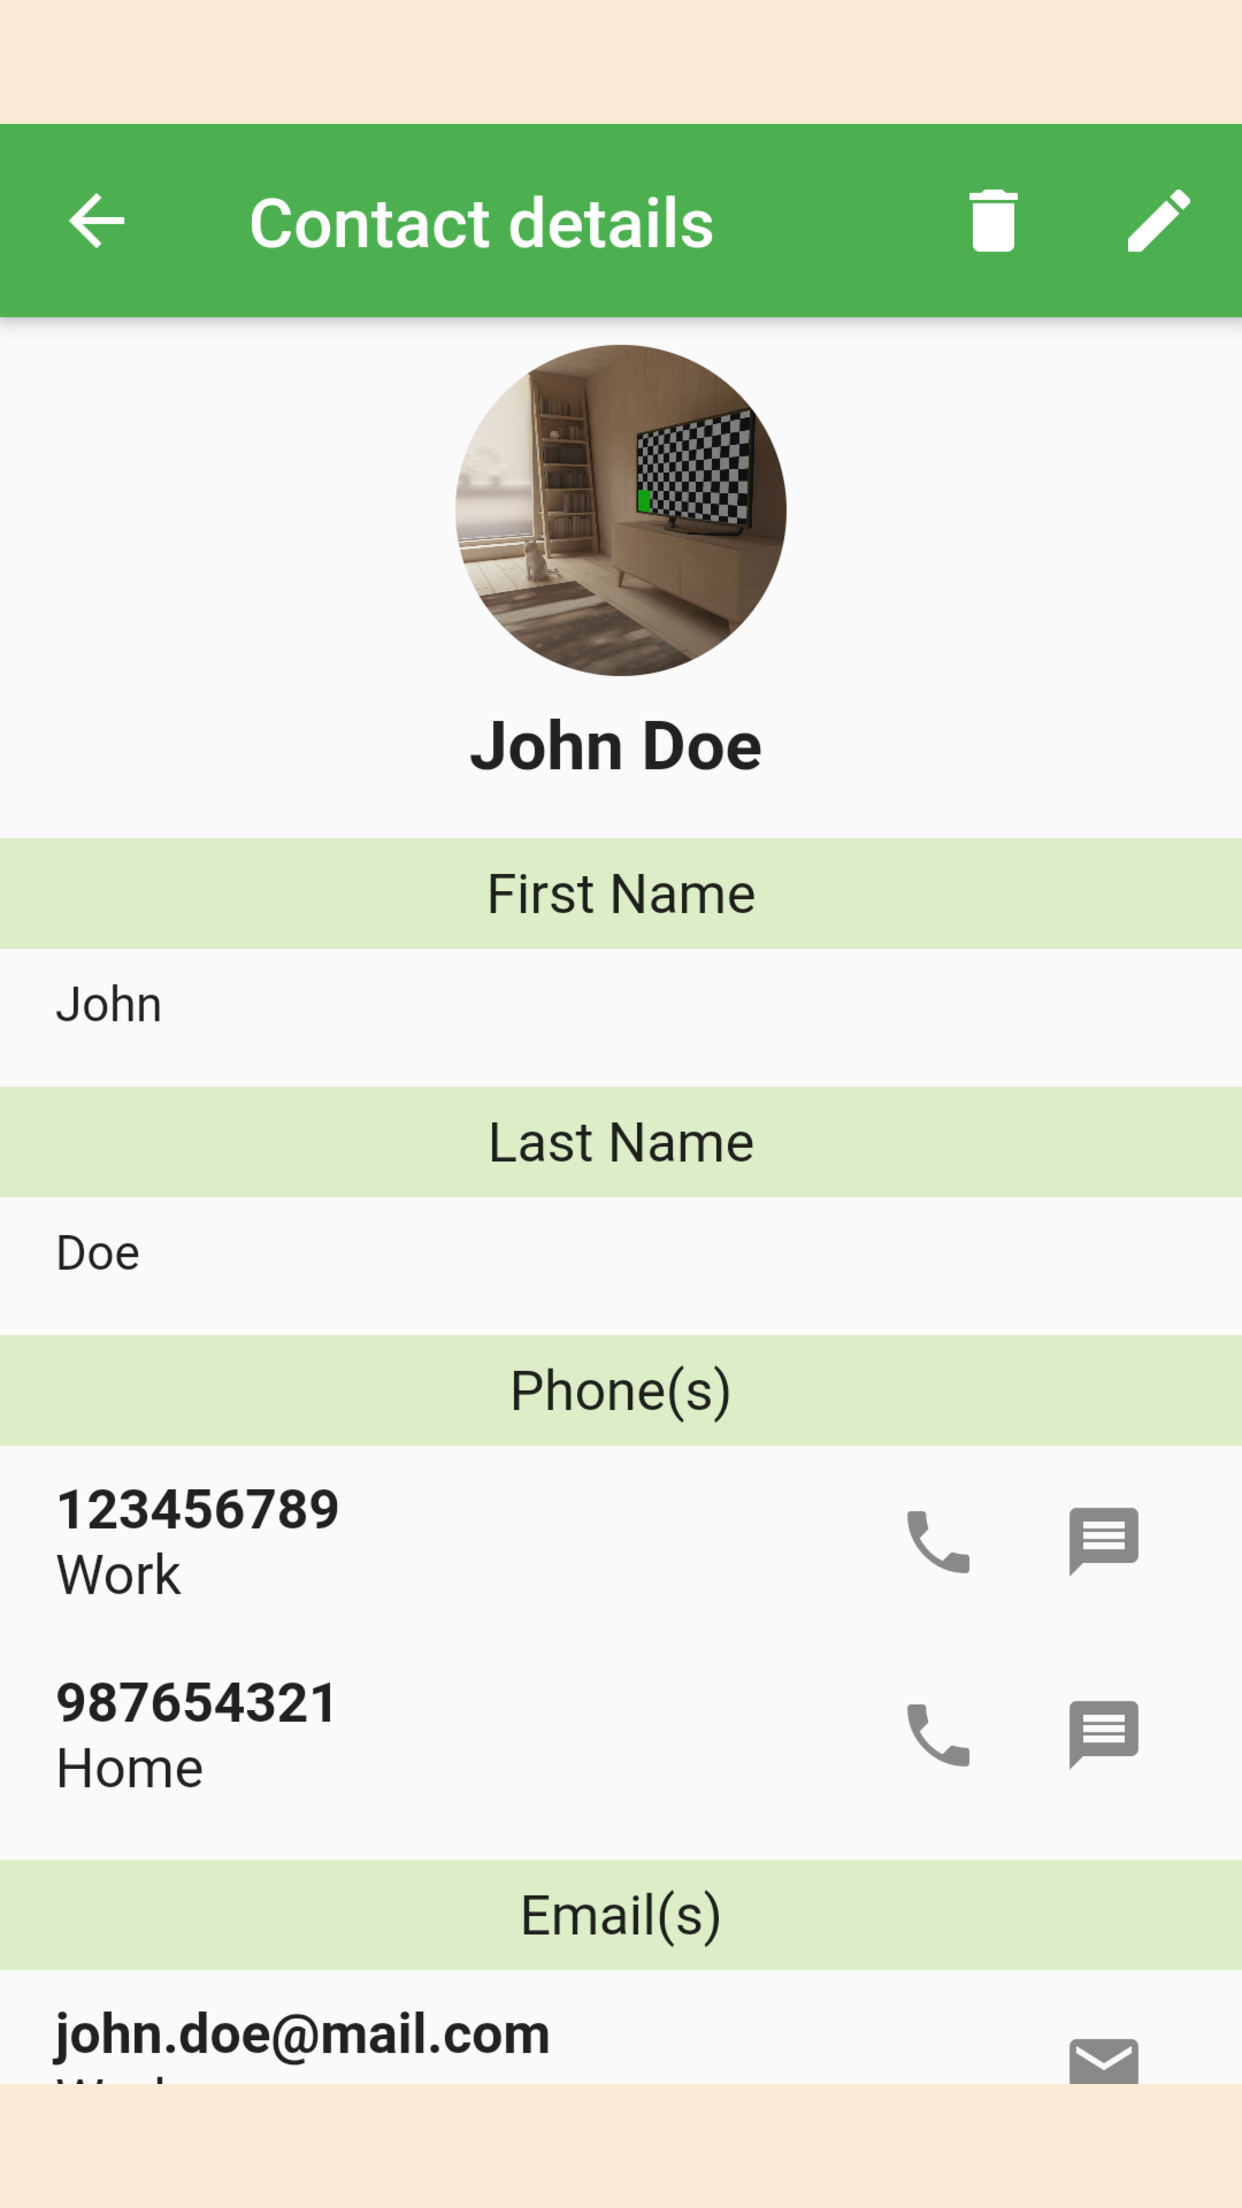 Contact details
John Doe
First Name
John
Last Name
Doe
Phone(s)
123456789
Work
987654321
Home
Email(s)
john.doe@mail.com